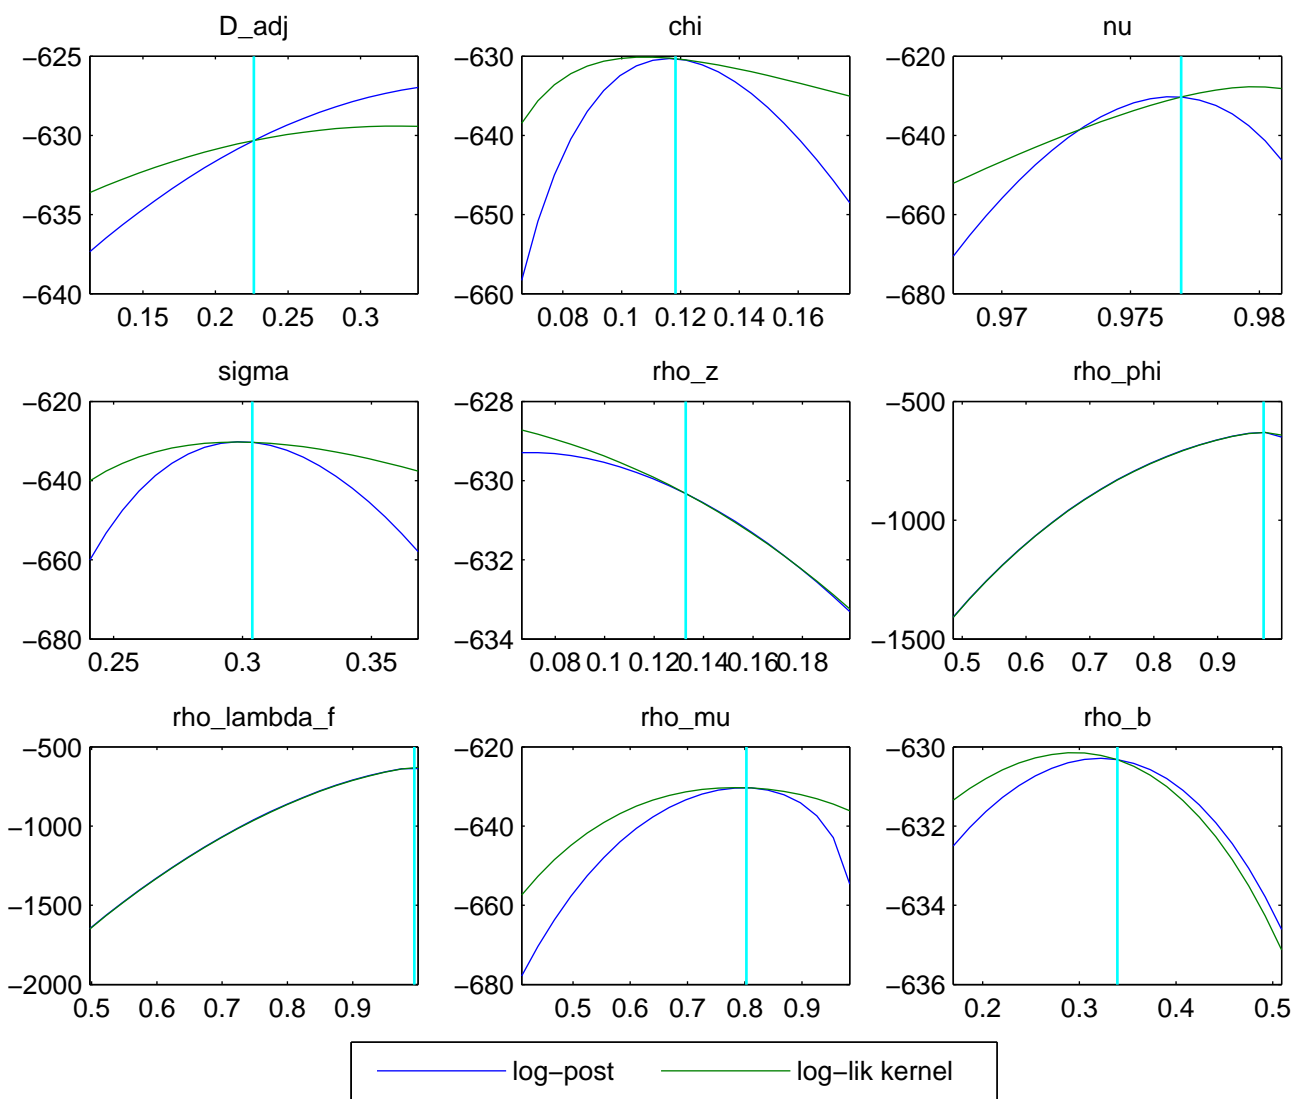 D_adj
−625
−630
−635
−640
0.15 0.2 0.25 0.3
chi
−630
−640
−650
−660
0.08 0.1 0.12 0.14 0.16
nu
−620
−640
−660
−680
0.97 0.975 0.98
sigma
−620
−640
−660
−680
0.25 0.3 0.35
rho_z
−628
−630
−632
−634
0.08 0.1 0.12 0.14 0.16 0.18
rho_phi
−500
−1000
−1500
0.5 0.6 0.7 0.8 0.9
rho_lambda_f
−500
−1000
−1500
−2000
0.5 0.6 0.7 0.8 0.9
rho_mu
−620
−640
−660
−680
0.5 0.6 0.7 0.8 0.9
rho_b
−630
−632
−634
−636
0.2 0.3 0.4 0.5
log−post log−lik kernel